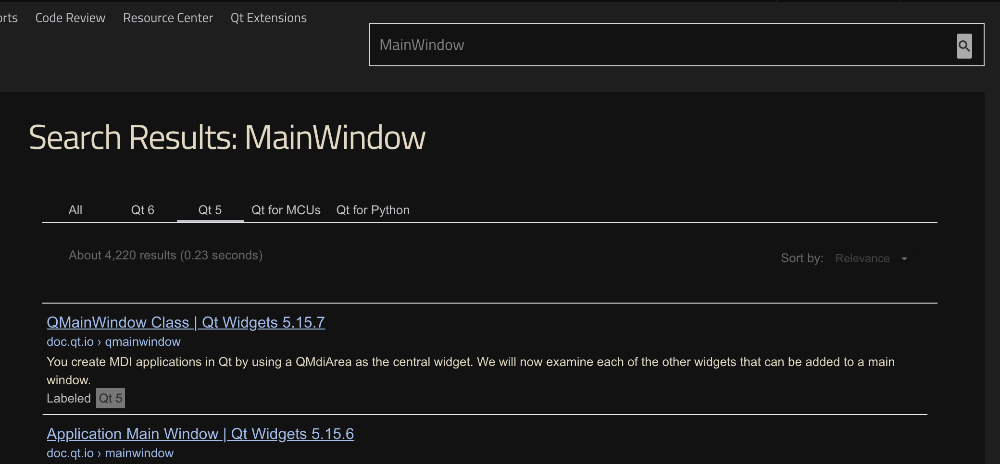 orts Code Review Resource Center Qt Extensions
MainWindow
Search Results: MainWindow
All Qt 6 Qt 5 Qt for MCUs Qt for Python
About 4,220 results (0.23 seconds)
Sort by: Relevance
QMainWindow Class | Qt Widgets 5.15.7
doc.qt.io › qmainwindow
You create MDI applications in Qt by using a QMdiArea as the central widget. We will now examine each of the other widgets that can be added to a main
window.
Labeled Qt 5
Application Main Window | Qt Widgets 5.15.6
doc.qt.io › mainwindow